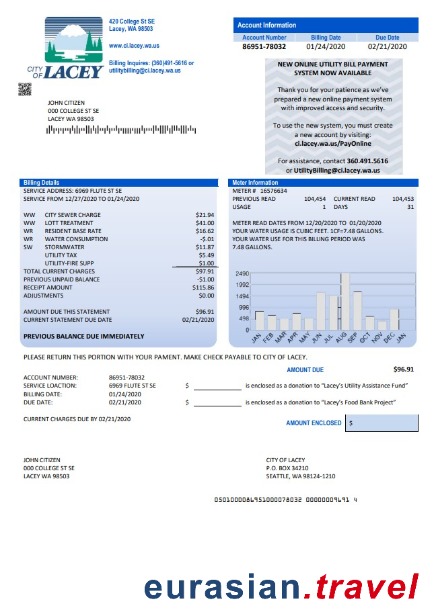 420 College St SE
Lacey, WA 98503
www.ci.lacey.wa.us
Billing Inquires: (360)491-5616 or
utilitybilling@ci.lacey.wa.us
CITY OF LACEY
Account Information
Account Number Billing Date Due Date
86951-78032 01/24/2020 02/21/2020
NEW ONLINE UTILITY BILL PAYMENT
SYSTEM NOW AVAILABLE
Thank you for your patience as we've
prepared a new online payment system
with improved access and security.
To use the new system, you must create
a new account by visiting:
ci.lacey.wa.us/PayOnline
For assistance, contact 360.491.5616
or UtilityBilling@ci.lacey.wa.us
JOHN CITIZEN
000 COLLEGE ST SE
LACEY WA 98503
Billing Details
SERVICE ADDRESS: 6969 FLUTE ST SE
SERVICE FROM 12/27/2020 TO 01/24/2020
WW CITY SEWER CHARGE $21.94
WW LOTT TREATMENT $41.00
WR RESIDENT BASE RATE $16.62
WR WATER CONSUMPTION -$.01
SW STORMWATER $11.87
UTILITY TAX $5.49
UTILITY-FIRE SUPP $1.00
TOTAL CURRENT CHARGES $97.91
PREVIOUS UNPAID BALANCE -$1.00
RECEIPT AMOUNT $115.86
ADJUSTMENTS $0.00
AMOUNT DUE THIS STATEMENT $96.91
CURRENT STATEMENT DUE DATE 02/21/2020
PREVIOUS BALANCE DUE IMMEDIATELY
Meter Information
METER # 16576634
PREVIOUS READ 104,454 CURRENT READ 104,453
USAGE 1 DAYS 31
METER READ DATES FROM 12/20/2020 TO 01/20/2020
YOUR WATER USAGE IS CUBIC FEET. 1CF=7.48 GALLONS.
YOUR WATER USE FOR THIS BILLING PERIOD WAS
7.48 GALLONS.
2490
1992
1494
996
498
0
JAN FEB MAR APR MAY JUN JUL AUG SEP OCT NOV DEC JAN
PLEASE RETURN THIS PORTION WITH YOUR PAMENT. MAKE CHECK PAYABLE TO CITY OF LACEY.
AMOUNT DUE $96.91
ACCOUNT NUMBER: 86951-78032
SERVICE LOACTION: 6969 FLUTE ST SE
BILLING DATE: 01/24/2020
DUE DATE: 02/21/2020
$ is enclosed as a donation to "Lacey's Utility Assistance Fund"
$ is enclosed as a donation to "Lacey's Food Bank Project"
CURRENT CHARGES DUE BY 02/21/2020
AMOUNT ENCLOSED $
JOHN CITIZEN
000 COLLEGE ST SE
LACEY WA 98503
CITY OF LACEY
P.O. BOX 34210
SEATTLE, WA 98124-1210
eurasian.travel